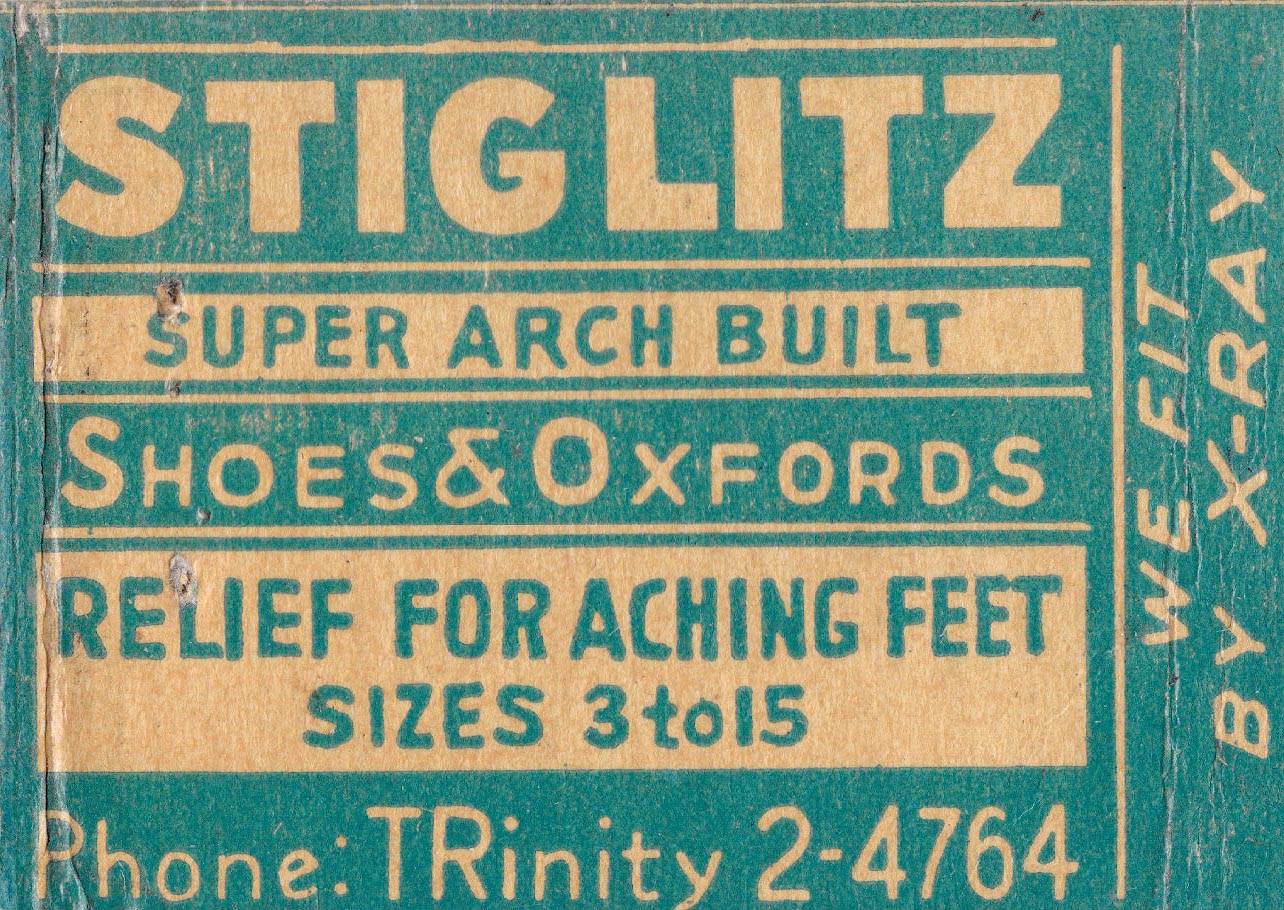 STIGLITZ
SUPER ARCH BUILT
SHOES & OXFORDS
RELIEF FOR ACHING FEET
SIZES 3 to 15
Phone: TRinity 2-4764
WE FIT
BY X-RAY